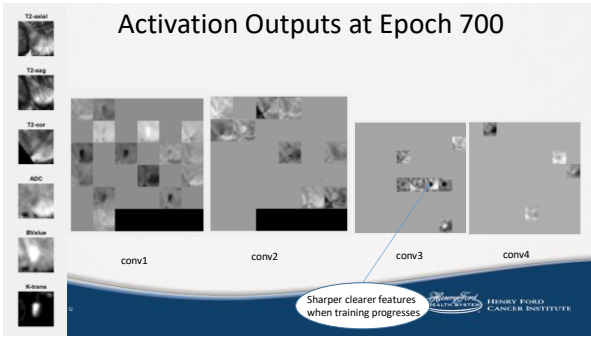 Activation Outputs at Epoch 700
T2-axial
T2-sag
T2-cor
ADC
BValue
K-trans
conv1
conv2
conv3
conv4
Sharper clearer features
when training progresses
u
Henry Ford
HEALTH SYSTEM
HENRY FORD
CANCER INSTITUTE